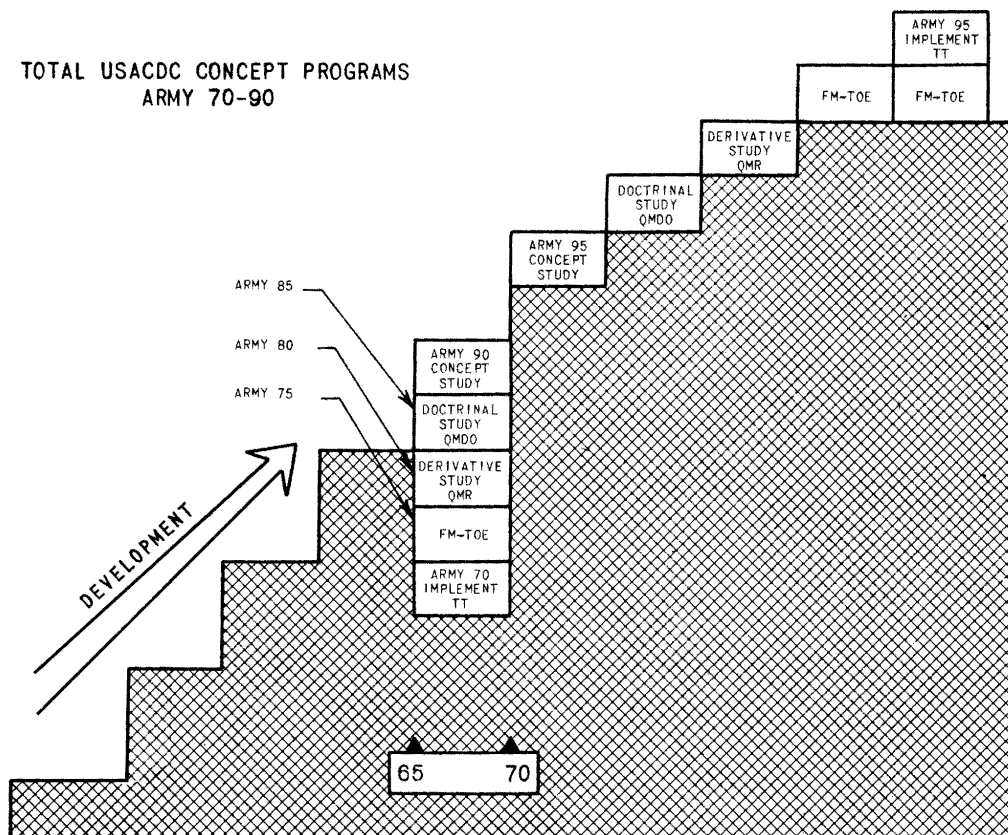 TOTAL USACDC CONCEPT PROGRAMS
ARMY 70-90
ARMY 95
IMPLEMENT
TT
FM-TOE
FM-TOE
DERIVATIVE
STUDY
QMR
DOCTRINAL
STUDY
QMDO
ARMY 95
CONCEPT
STUDY
ARMY 85
ARMY 80
ARMY 75
ARMY 90
CONCEPT
STUDY
DOCTRINAL
STUDY
QMDO
DERIVATIVE
STUDY
QMR
FM-TOE
ARMY 70
IMPLEMENT
TT
DEVELOPMENT
65 70